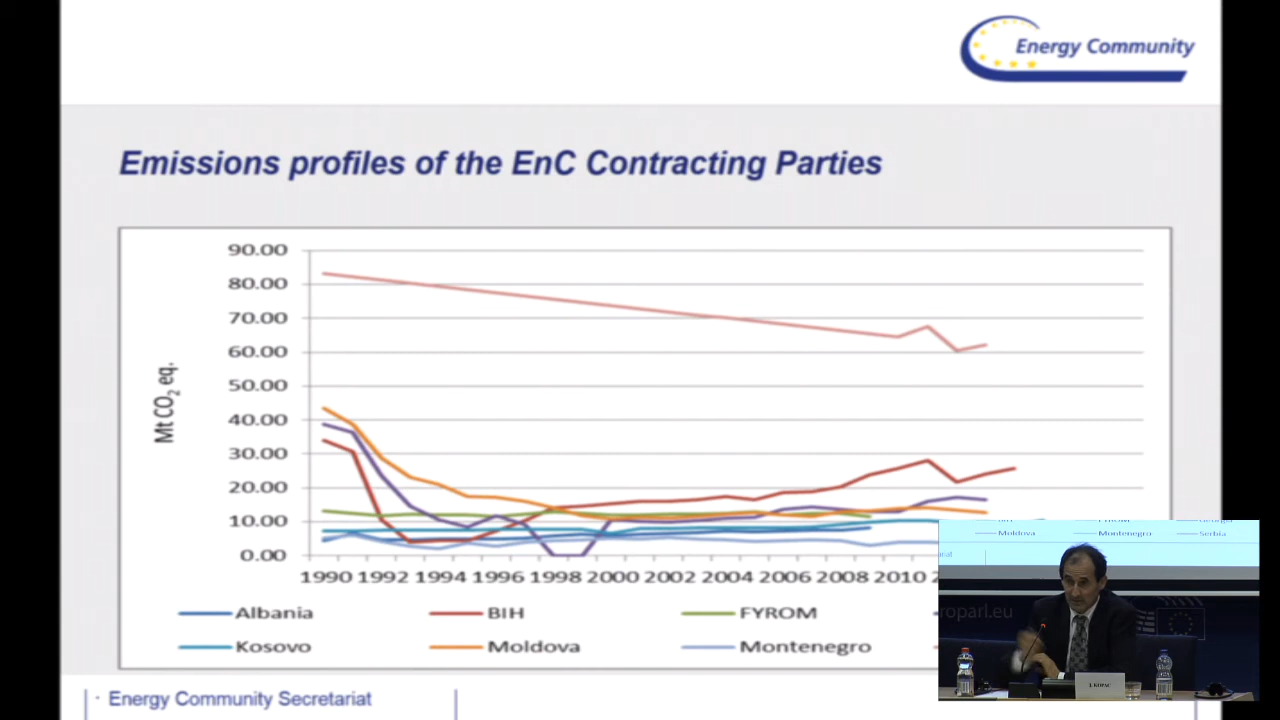 Energy Community
Emissions profiles of the EnC Contracting Parties
90.00
80.00
70.00
60.00
50.00
40.00
30.00
20.00
10.00
0.00
Mt CO2 eq.
1990 1992 1994 1996 1998 2000 2002 2004 2006 2008 2010
Albania BIH FYROM
Kosovo Moldova Montenegro
Energy Community Secretariat
Moldova Montenegro Serbia
roparl.eu